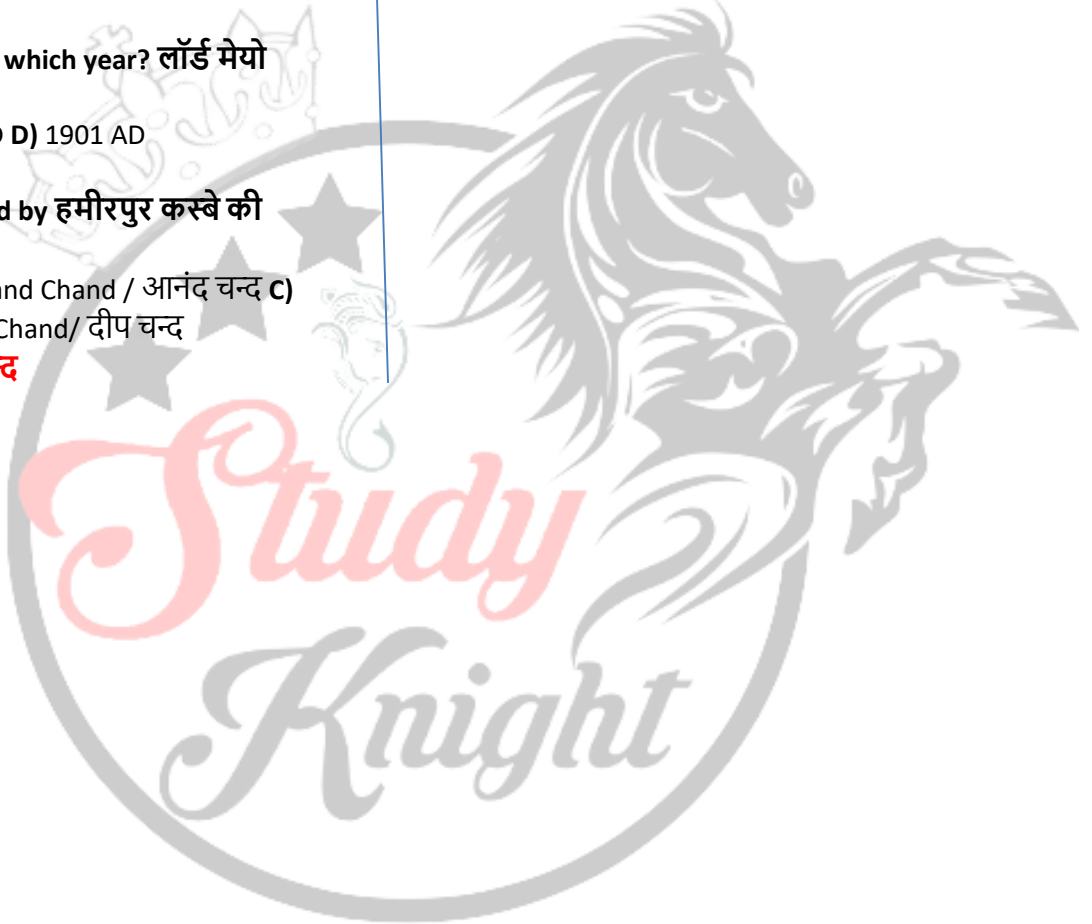 which year? लॉर्ड मेयो
D) 1901 AD
d by हमीरपुर कस्बे की
and Chand / आनंद चन्द C)
Chand/ दीप चन्द
Study
Knight